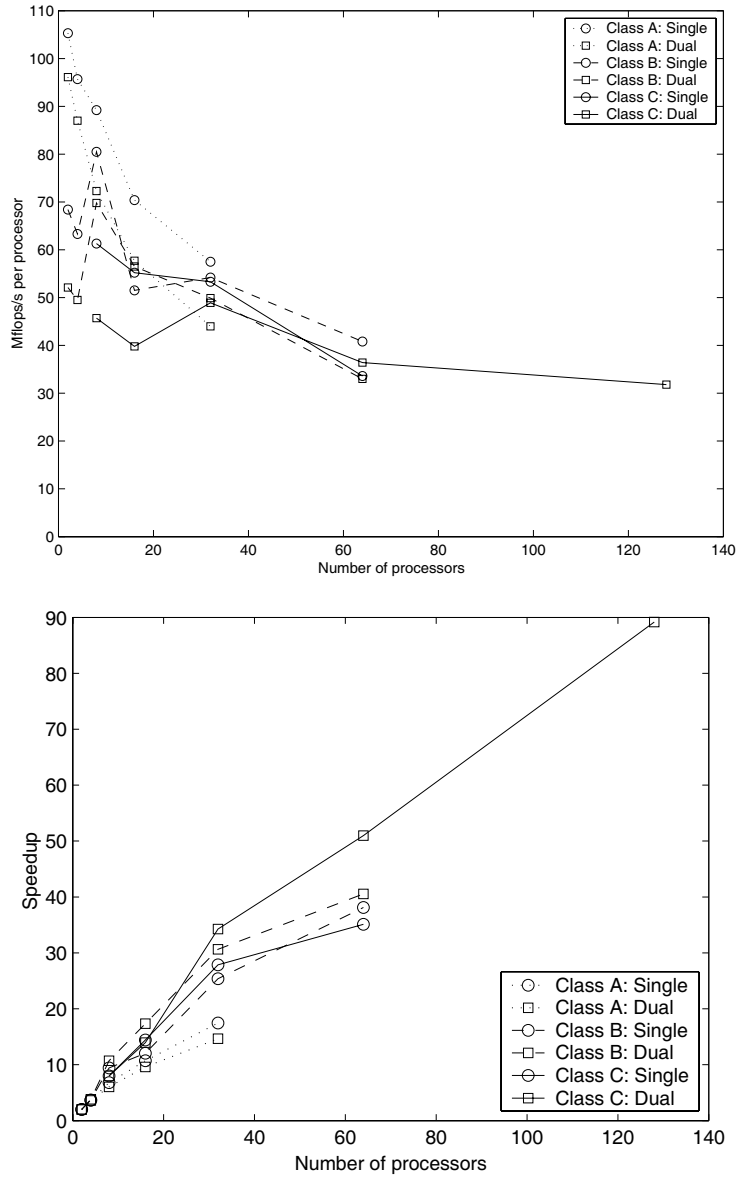 110
100
90
80
70
60
50
40
30
20
10
0
Mflops/s per processor
Class A: Single
Class A: Dual
Class B: Single
Class B: Dual
Class C: Single
Class C: Dual
0 20 40 60 80 100 120 140
Number of processors
90
80
70
60
50
40
30
20
10
0
Speedup
Class A: Single
Class A: Dual
Class B: Single
Class B: Dual
Class C: Single
Class C: Dual
0 20 40 60 80 100 120 140
Number of processors